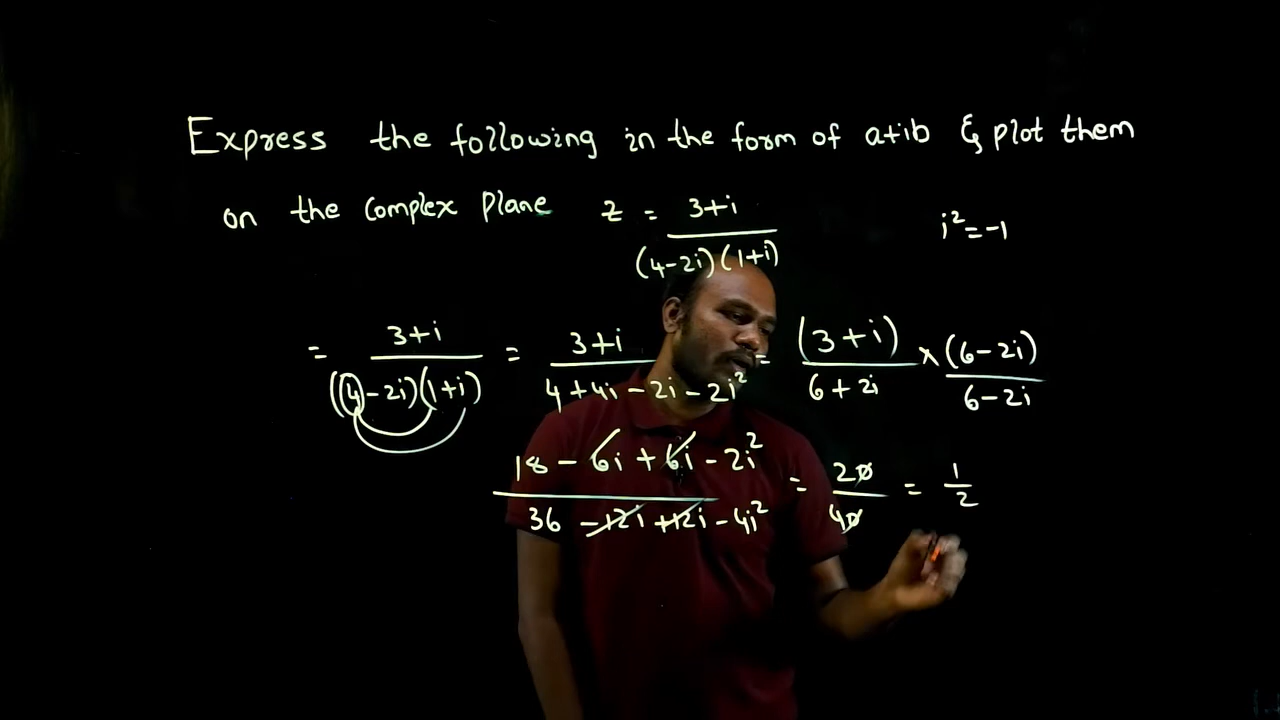 Express the following in the form of a+ib & plot them
on the complex plane z = 3+i / (4-2i)(1+i)
i² = -1
= 3+i / ((4-2i)(1+i) = 3+i / 4+4i-2i-2i² = (3+i) / 6+2i × (6-2i) / 6-2i
18 - 6i + 6i - 2i² / 36 - 12i + 12i - 4i² = 20 / 40 = 1 / 2